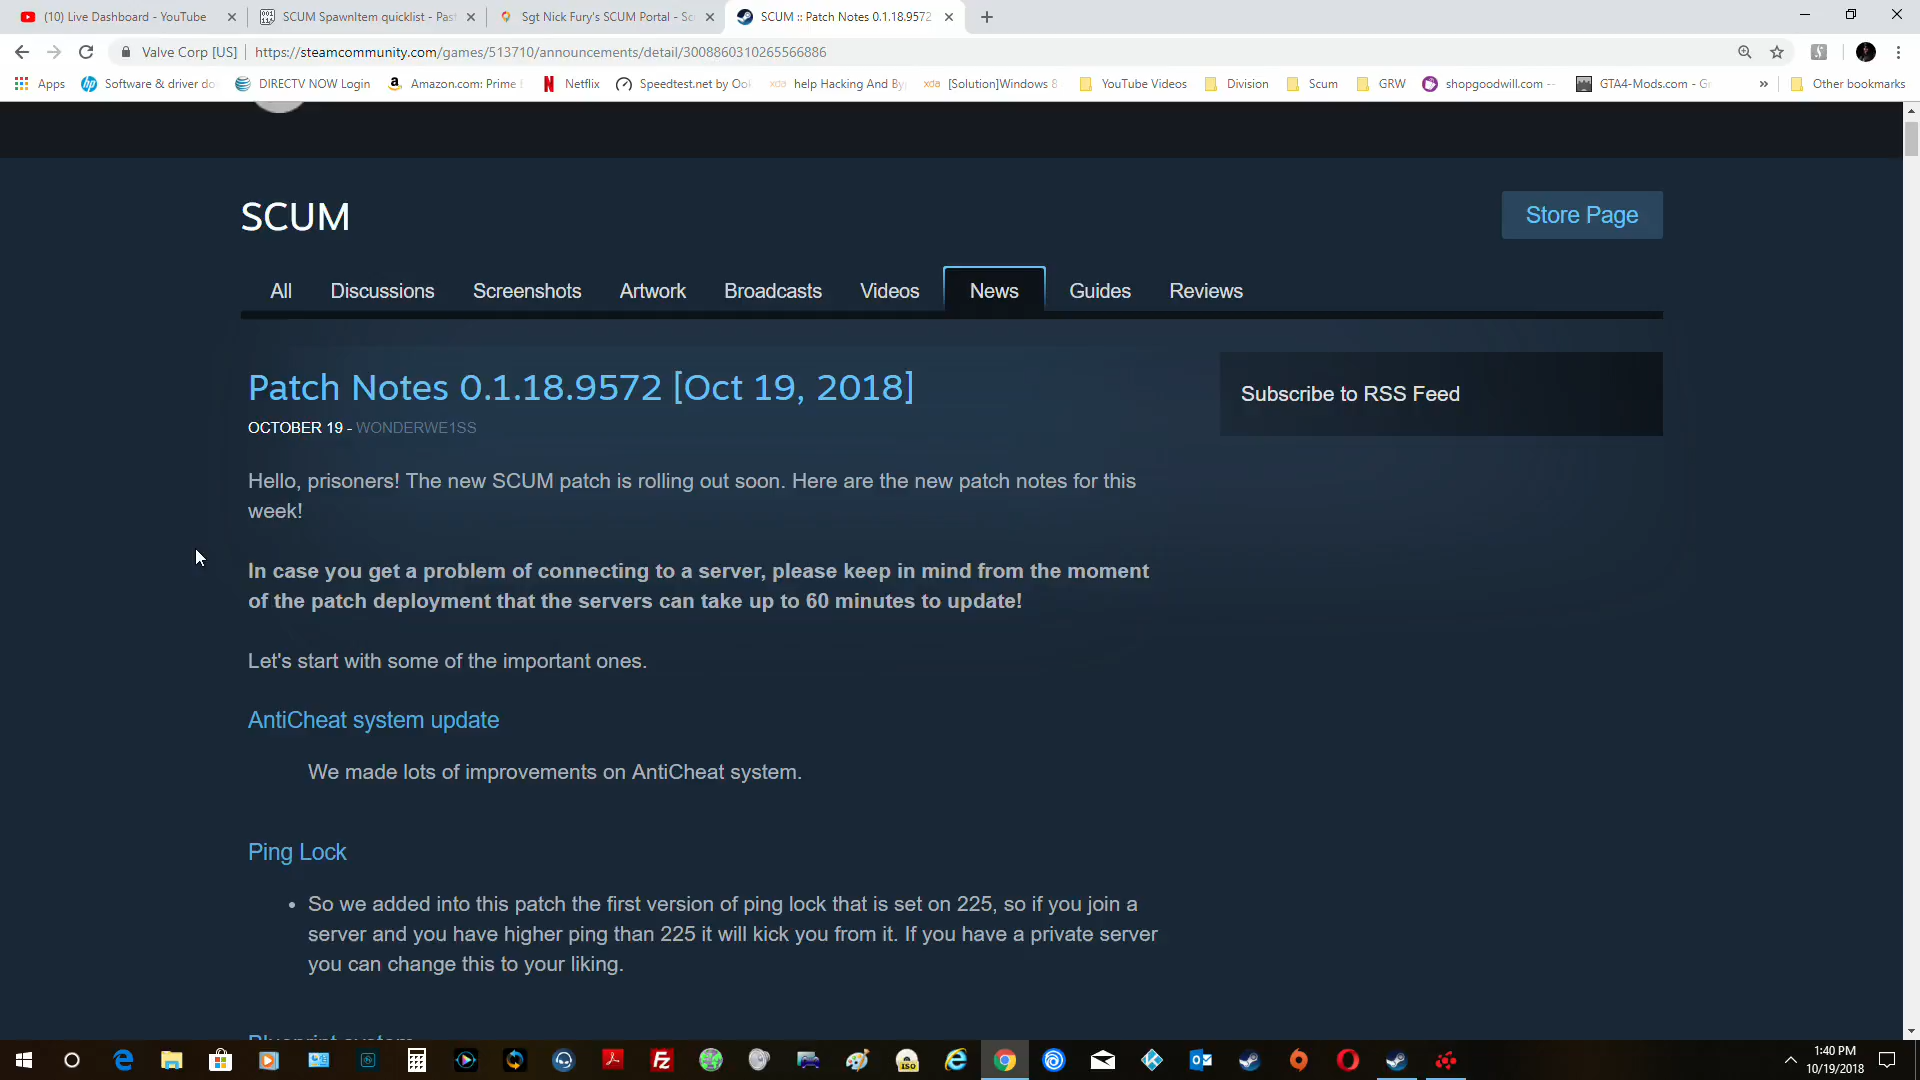 (10) Live Dashboard - YouTube
SCUM SpawnItem quicklist - Past
Sgt Nick Fury's SCUM Portal - Sc
SCUM :: Patch Notes 0.1.18.9572
Valve Corp [US]
https://steamcommunity.com/games/513710/announcements/detail/3008860310265566886
Apps
Software & driver do
DIRECTV NOW Login
Amazon.com: Prime
Netflix
Speedtest.net by Ook
help Hacking And By
[Solution]Windows 8
YouTube Videos
Division
Scum
GRW
shopgoodwill.com --
GTA4-Mods.com - G
»
Other bookmarks
SCUM
Store Page
All
Discussions
Screenshots
Artwork
Broadcasts
Videos
News
Guides
Reviews
Patch Notes 0.1.18.9572 [Oct 19, 2018]
OCTOBER 19 - WONDERWE1SS
Subscribe to RSS Feed
Hello, prisoners! The new SCUM patch is rolling out soon. Here are the new patch notes for this
week!
In case you get a problem of connecting to a server, please keep in mind from the moment
of the patch deployment that the servers can take up to 60 minutes to update!
Let's start with some of the important ones.
AntiCheat system update
We made lots of improvements on AntiCheat system.
Ping Lock
• So we added into this patch the first version of ping lock that is set on 225, so if you join a
server and you have higher ping than 225 it will kick you from it. If you have a private server
you can change this to your liking.
Blueprint system
1:40 PM
10/19/2018